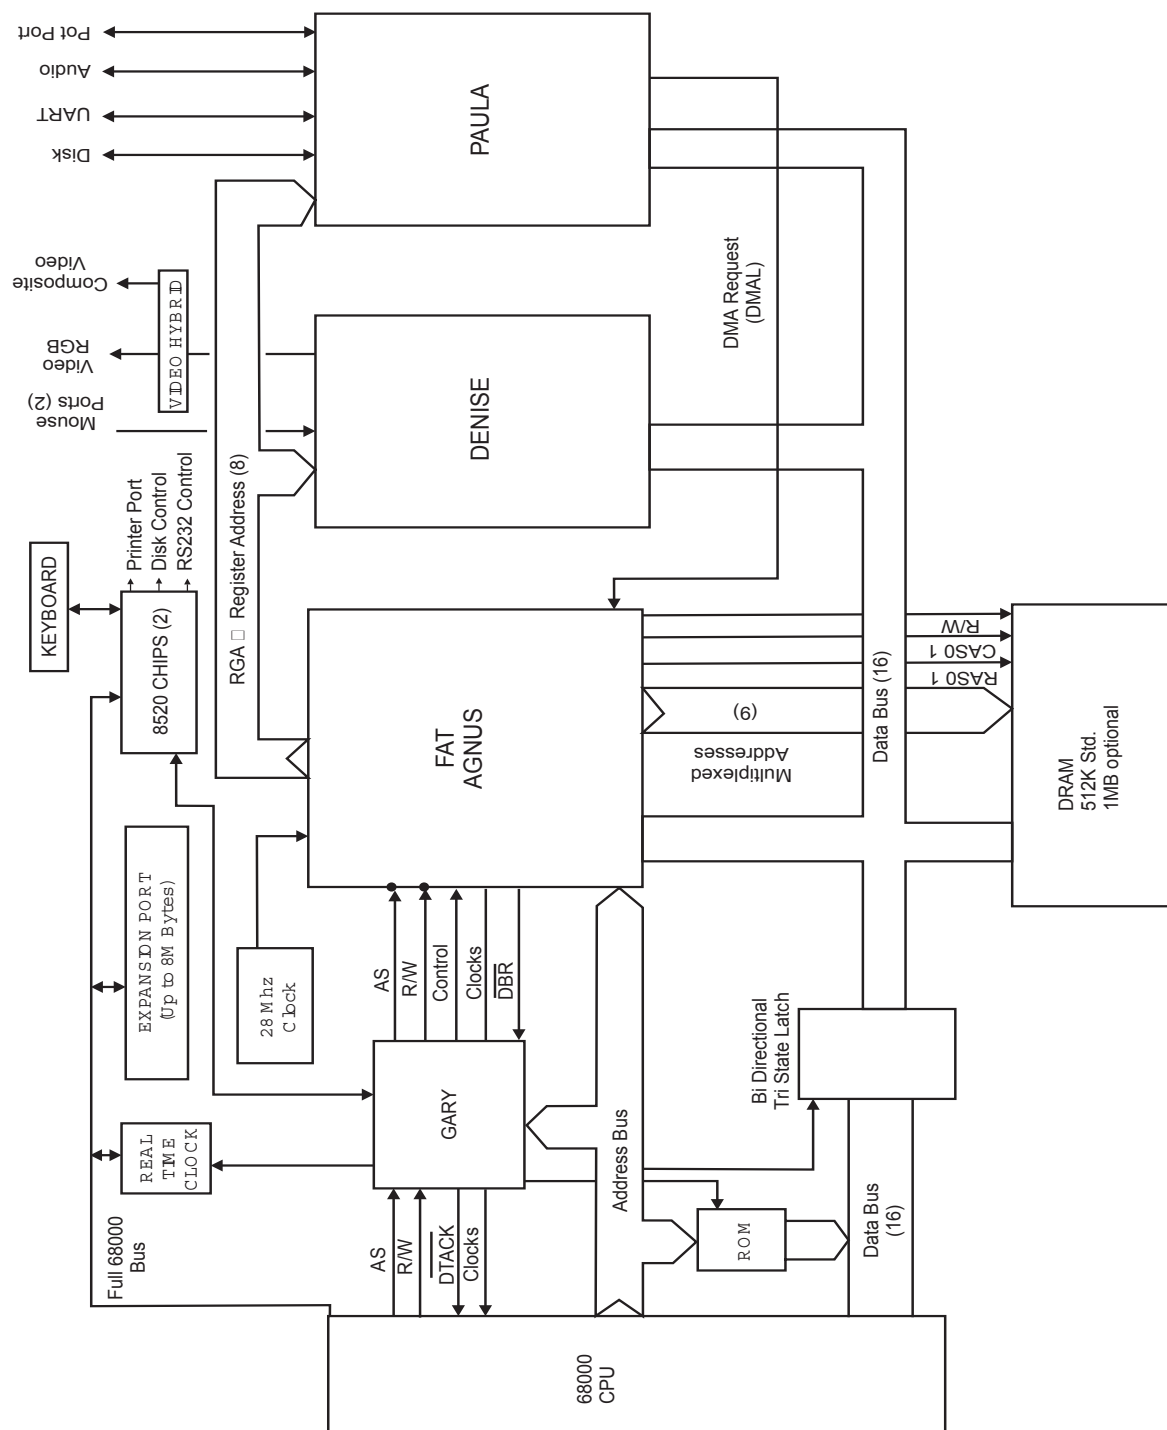 Pot Port
Audio
UART
Disk
PAULA
Composite
Video
VIDEO HYBRID
Video
RGB
Mouse
Ports (2)
DENISE
DMA Request
(DMAL)
KEYBOARD
8520 CHIPS (2)
Printer Port
Disk Control
RS232 Control
RGA □ Register Address (8)
FAT
AGNUS
R/W
CAS0 1
RAS0 1
(9)
Multiplexed
Addresses
Data Bus (16)
DRAM
512K Std.
1MB optional
EXPANSION PORT
(Up to 8M Bytes)
28 Mhz
Clock
AS
R/W
Control
Clocks
DBR
GARY
REAL
TIME
CLOCK
Full 68000
Bus
AS
R/W
DTACK
Clocks
Address Bus
Bi Directional
Tri State Latch
ROM
Data Bus
(16)
68000
CPU